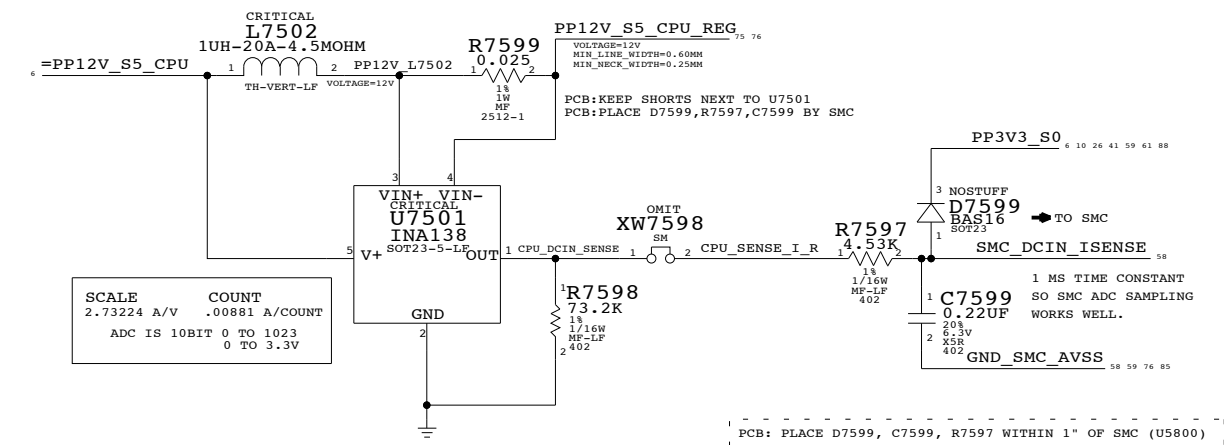 CRITICAL
L7502
1UH-20A-4.5MOHM
=PP12V_S5_CPU
6
1
2
TH-VERT-LF
PP12V_L7502
VOLTAGE=12V
R7599
0.025
1
2
1%
1W
MF
2512-1
PP12V_S5_CPU_REG
75 76
VOLTAGE=12V
MIN_LINE_WIDTH=0.60MM
MIN_NECK_WIDTH=0.25MM
PCB:KEEP SHORTS NEXT TO U7501
PCB:PLACE D7599,R7597,C7599 BY SMC
3
4
VIN+ VIN-
CRITICAL
U7501
INA138
SOT23-5-LF
5
V+
OUT
1
GND
2
CPU_DCIN_SENSE
OMIT
XW7598
SM
1
2
CPU_SENSE_I_R
R7597
4.53K
1
2
1%
1/16W
MF-LF
402
PP3V3_S0
6 10 26 41 59 61 88
3
NOSTUFF
D7599
BAS16
SOT23
1
TO SMC
SMC_DCIN_ISENSE
58
1 MS TIME CONSTANT
SO SMC ADC SAMPLING
WORKS WELL.
1
C7599
0.22UF
20%
6.3V
X5R
402
2
GND_SMC_AVSS
58 59 76 85
1
R7598
73.2K
1%
1/16W
MF-LF
402
2
SCALE COUNT
2.73224 A/V .00881 A/COUNT
ADC IS 10BIT 0 TO 1023
0 TO 3.3V
PCB: PLACE D7599, C7599, R7597 WITHIN 1" OF SMC (U5800)